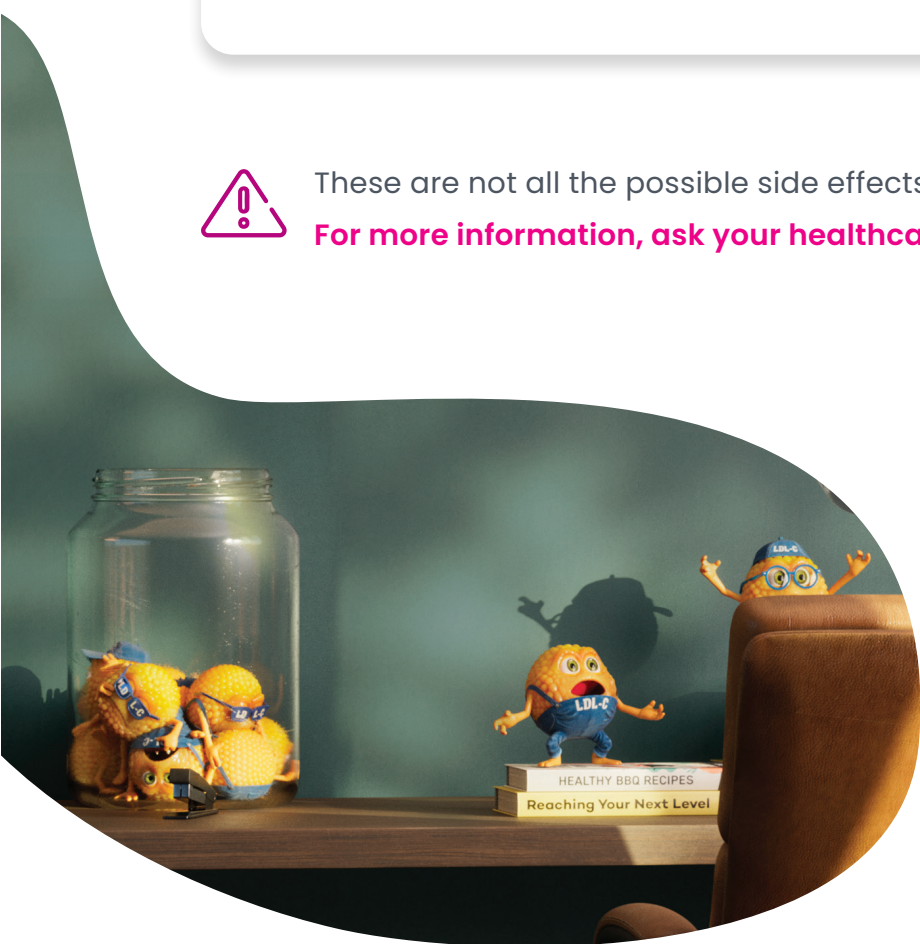 These are not all the possible side effects
For more information, ask your healthca
LDL-C
LDL-C
HEALTHY BBQ RECIPES
Reaching Your Next Level